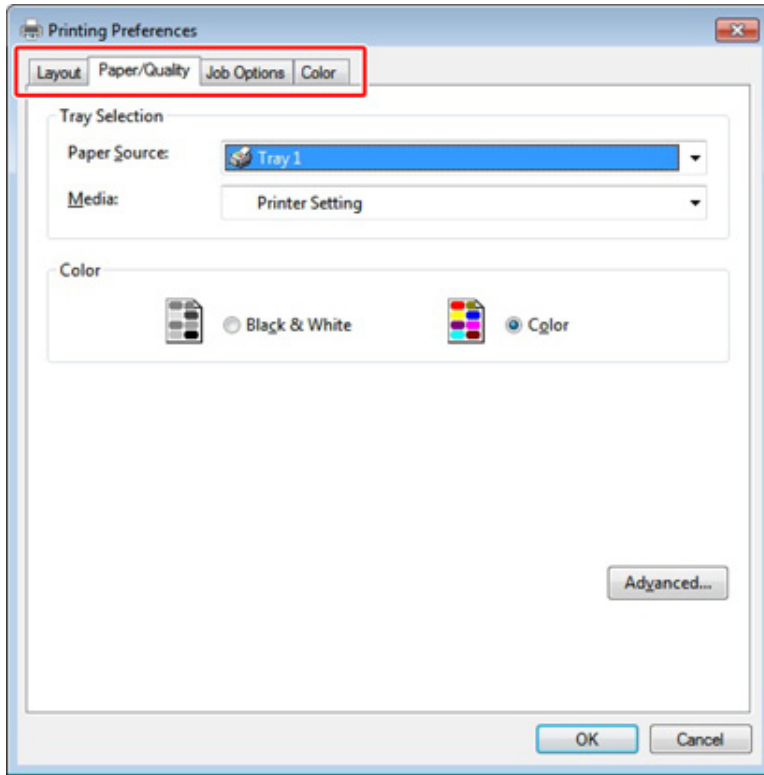 Printing Preferences
Layout Paper/Quality Job Options Color
Tray Selection
Paper Source: Tray 1
Media: Printer Setting
Color
Black & White Color
Advanced...
OK Cancel